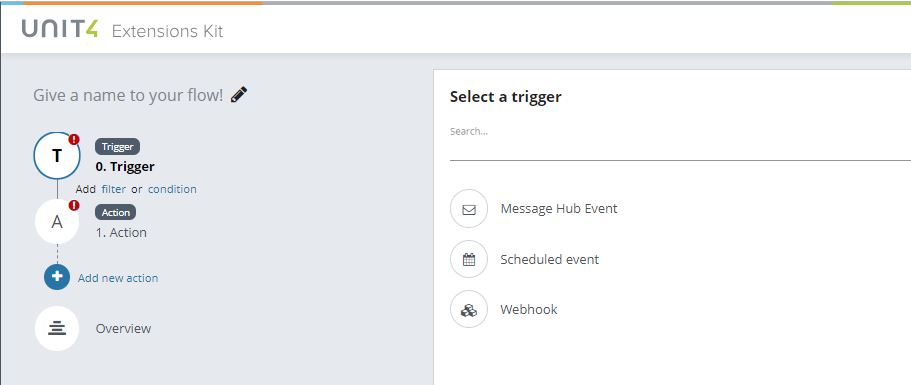 UNIT4 Extensions Kit
Give a name to your flow!
T
!
Trigger
0. Trigger
Add filter or condition
A
!
Action
1. Action
Add new action
Overview
Select a trigger
Search...
Message Hub Event
Scheduled event
Webhook